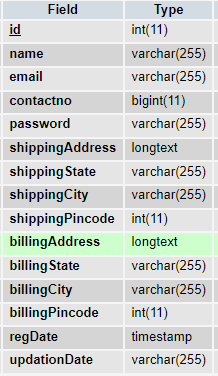 Field Type
id int(11)
name varchar(255)
email varchar(255)
contactno bigint(11)
password varchar(255)
shippingAddress longtext
shippingState varchar(255)
shippingCity varchar(255)
shippingPincode int(11)
billingAddress longtext
billingState varchar(255)
billingCity varchar(255)
billingPincode int(11)
regDate timestamp
updationDate varchar(255)